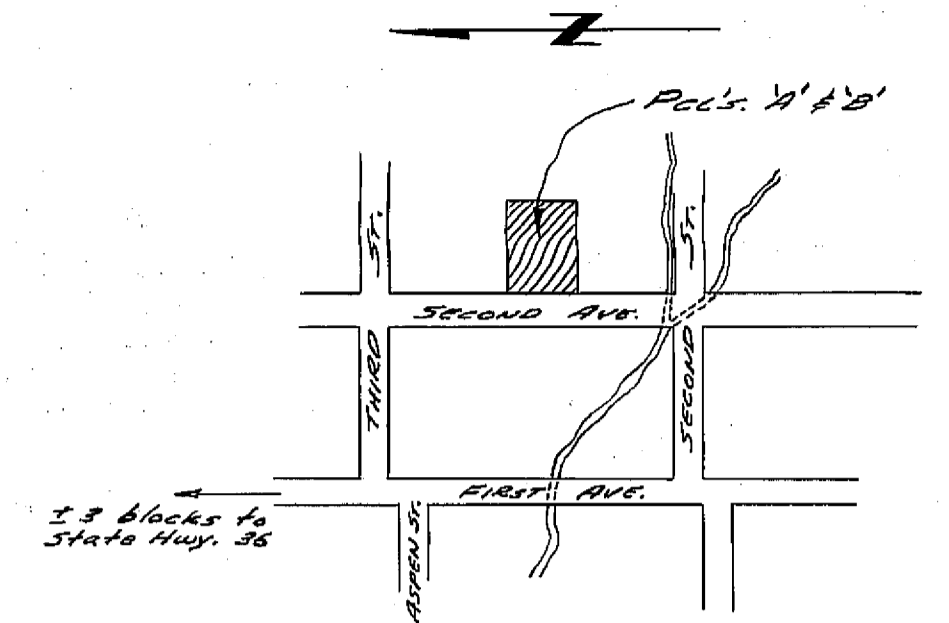 N
Pcl's. 'A' & 'B'
ST.
ST.
SECOND AVE.
THIRD
SECOND
FIRST AVE.
± 3 blocks to
State Hwy. 36
ASPEN ST.